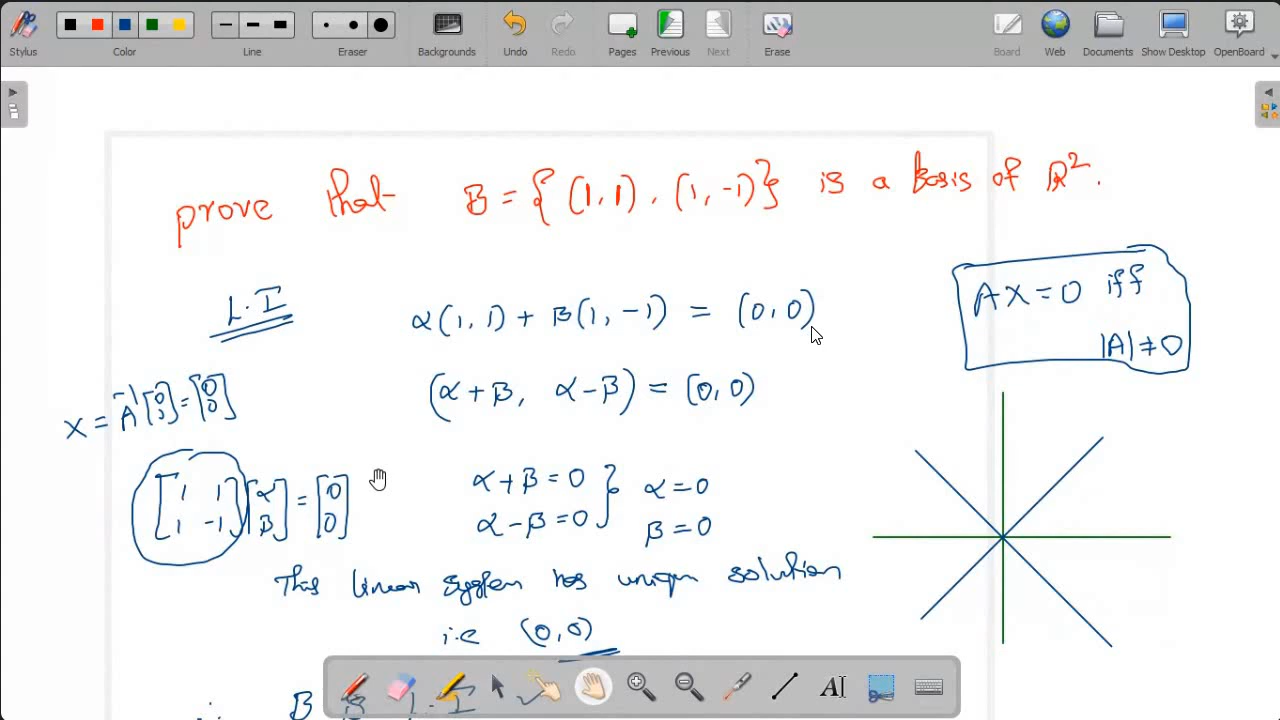 Stylus Color Line Eraser Backgrounds Undo Redo Pages Previous Next Erase Board Web Documents Show Desktop OpenBoard
prove that B = { (1, 1), (1, -1)} is a basis of ℝ².
L.I
α(1, 1) + β(1, -1) = (0, 0)
AX = 0 iff
|A| ≠ 0
(α + β, α - β) = (0, 0)
X = A⁻¹ [0 0] = [0 0]
[1 1 1 -1] [α β] = [0 0]
α + β = 0
α - β = 0
} α = 0
β = 0
This linear system has uniqu solution
i.e (0, 0)
∴ B is L.I
AI